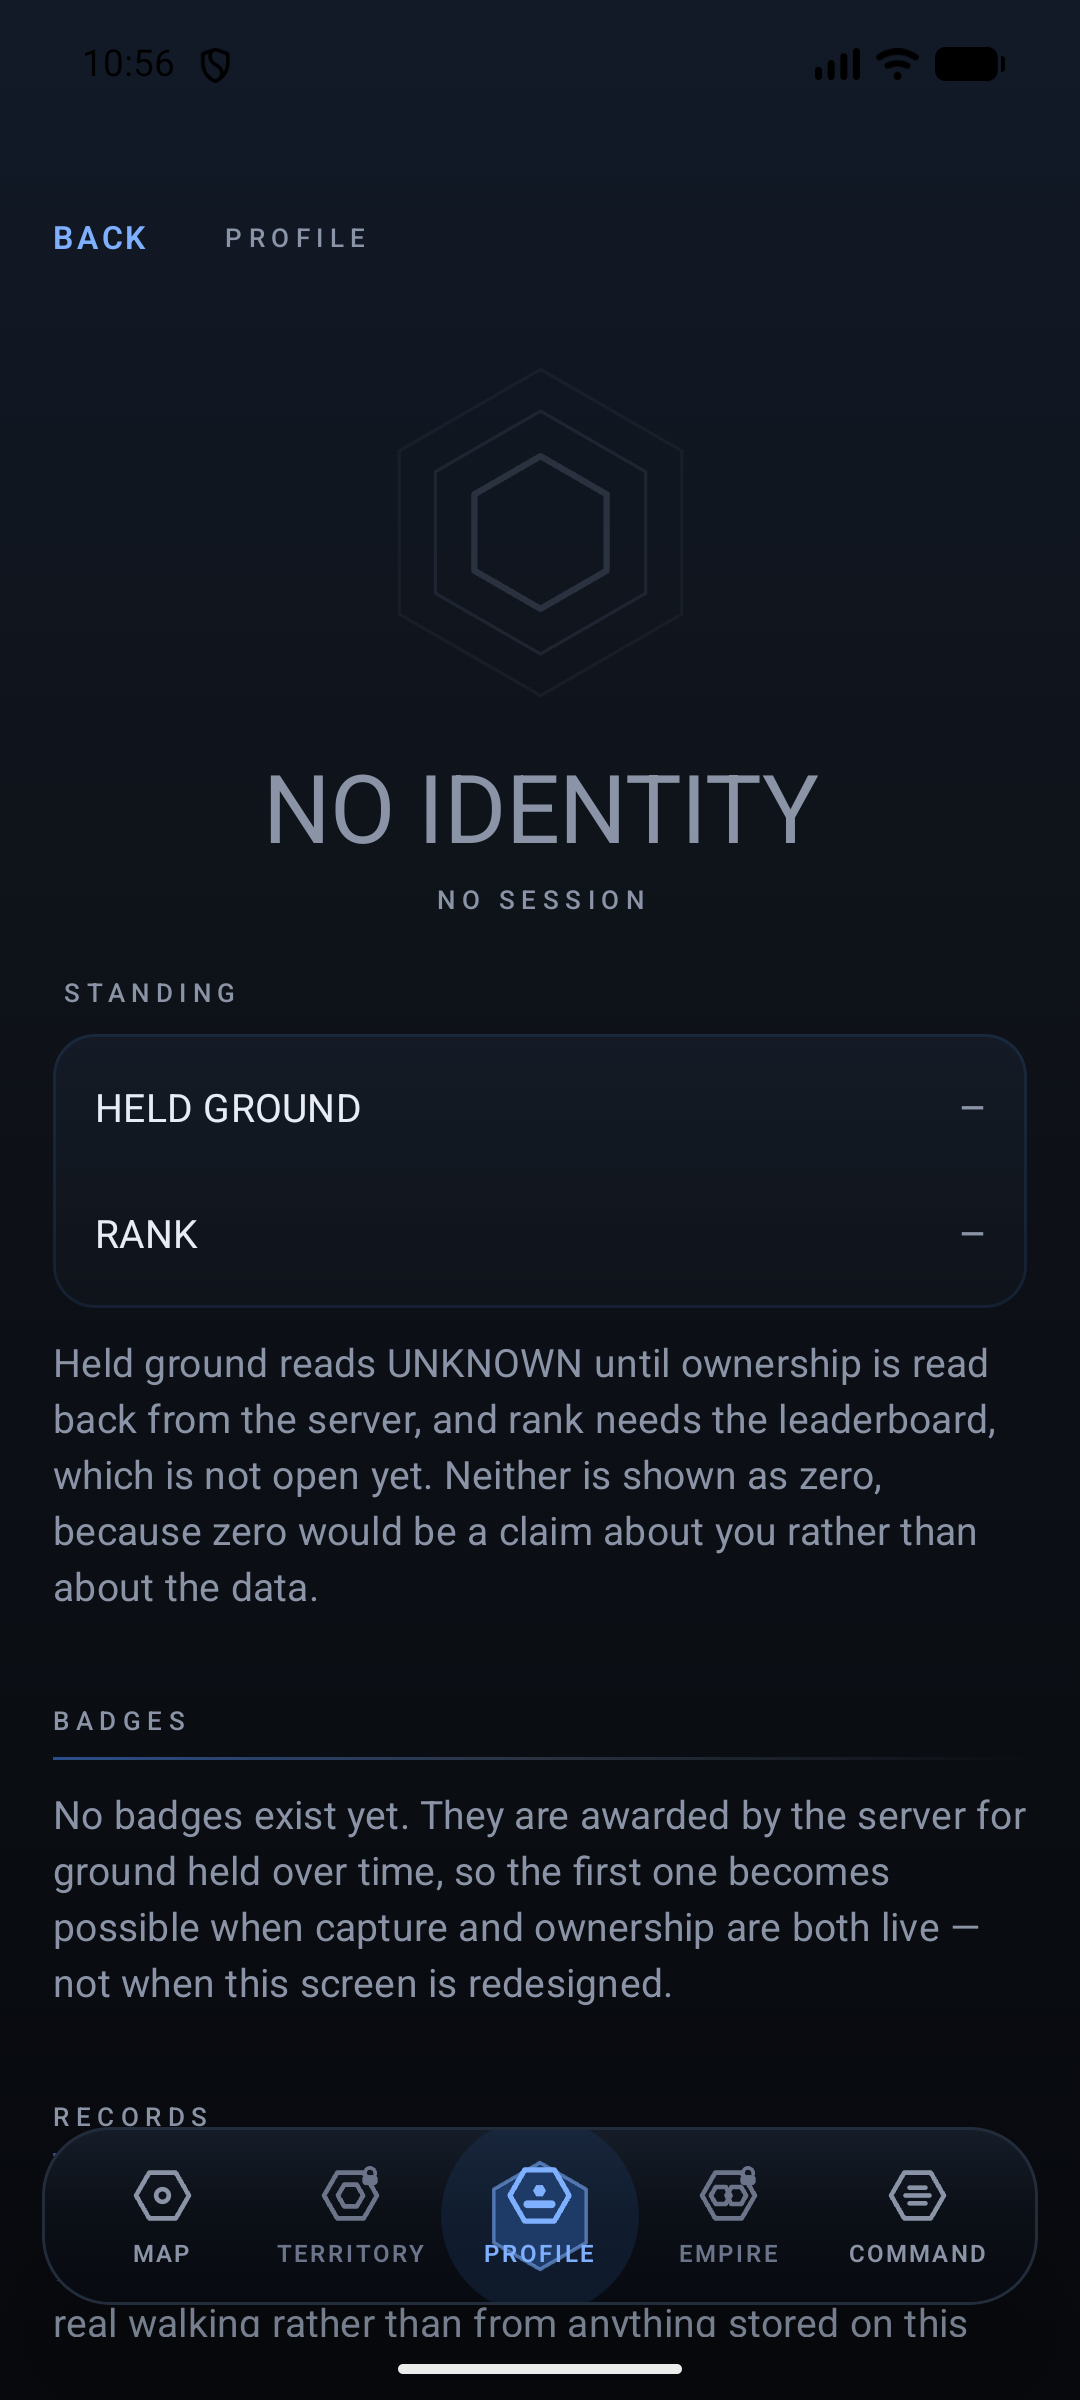 10:56
BACK PROFILE
NO IDENTITY
NO SESSION
STANDING
HELD GROUND –
RANK –
Held ground reads UNKNOWN until ownership is read
back from the server, and rank needs the leaderboard,
which is not open yet. Neither is shown as zero,
because zero would be a claim about you rather than
about the data.
BADGES
No badges exist yet. They are awarded by the server for
ground held over time, so the first one becomes
possible when capture and ownership are both live —
not when this screen is redesigned.
RECORDS
MAP TERRITORY PROFILE EMPIRE COMMAND
real walking rather than from anything stored on this